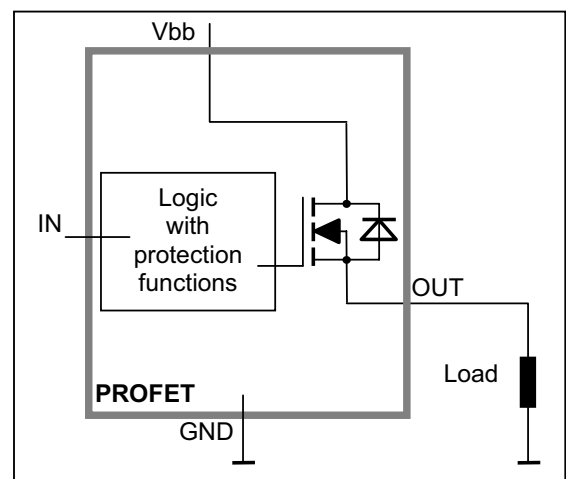 Vbb
Logic
with
protection
functions
IN
OUT
Load
PROFET
GND